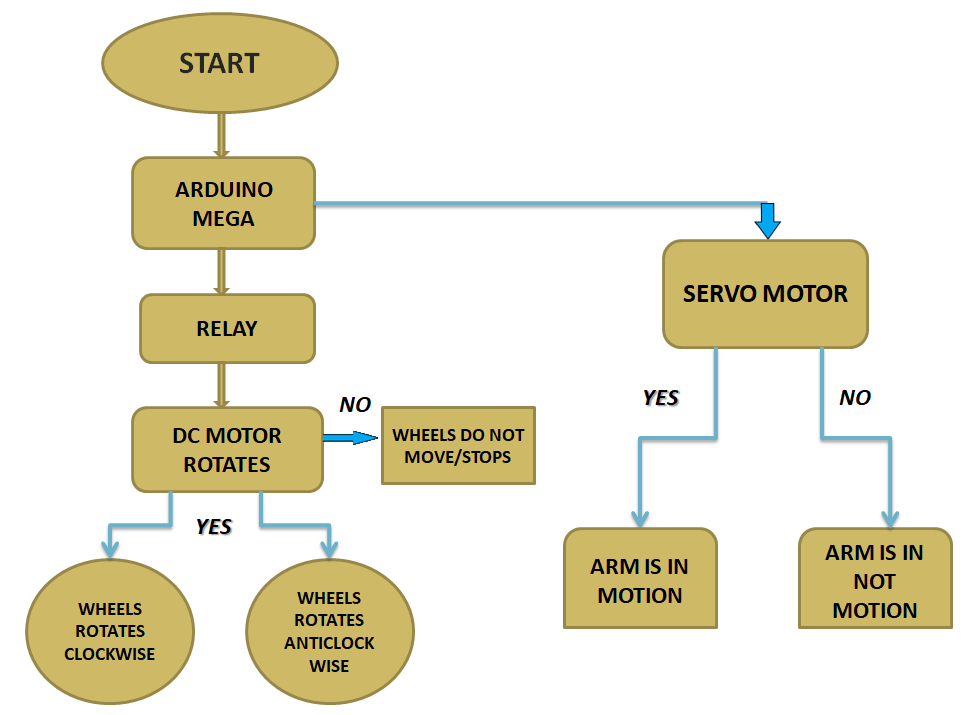 START
ARDUINO
MEGA
SERVO MOTOR
RELAY
YES
NO
NO
DC MOTOR
ROTATES
WHEELS DO NOT
MOVE/STOPS
YES
ARM IS IN
MOTION
ARM IS IN
NOT
MOTION
WHEELS
ROTATES
CLOCKWISE
WHEELS
ROTATES
ANTICLOCK
WISE